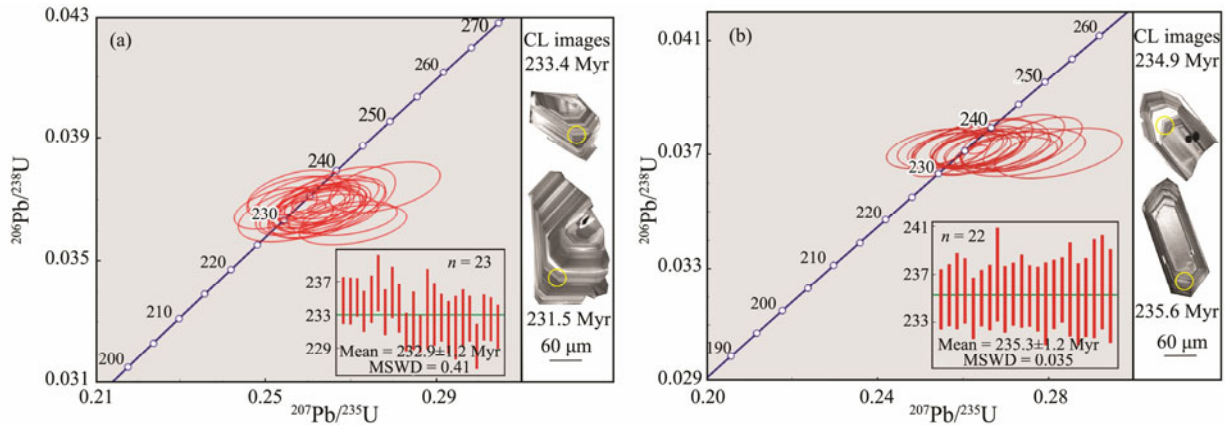 0.043
0.039
0.035
0.031
²⁰⁶Pb/²³⁸U
(a)
270
260
250
240
230
220
210
200
n = 23
237
233
229
Mean = 232.9±1.2 Myr
MSWD = 0.41
0.21
0.25
0.29
²⁰⁷Pb/²³⁵U
CL images
233.4 Myr
231.5 Myr
60 μm
0.041
0.037
0.033
0.029
²⁰⁶Pb/²³⁸U
(b)
260
250
240
230
220
210
200
190
n = 22
241
237
233
Mean = 235.3±1.2 Myr
MSWD = 0.035
0.20
0.24
0.28
²⁰⁷Pb/²³⁵U
CL images
234.9 Myr
235.6 Myr
60 μm